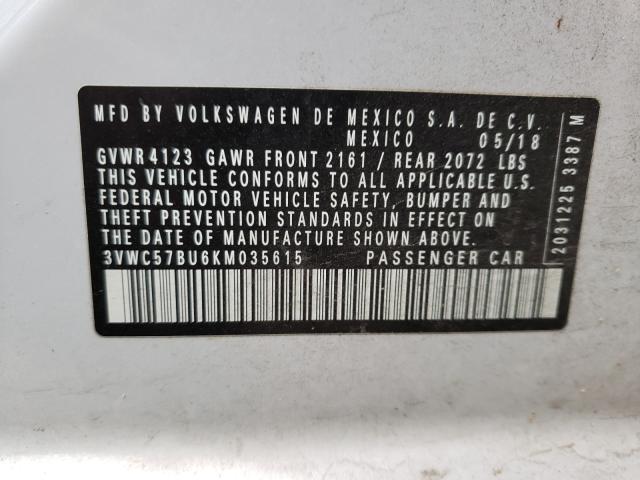 MFD BY VOLKSWAGEN DE MEXICO S.A. DE C.V.
MEXICO 05/18
GVWR 4123 GAWR FRONT 2161 / REAR 2072 LBS
THIS VEHICLE CONFORMS TO ALL APPLICABLE U.S.
FEDERAL MOTOR VEHICLE SAFETY, BUMPER AND
THEFT PREVENTION STANDARDS IN EFFECT ON
THE DATE OF MANUFACTURE SHOWN ABOVE.
3VWC57BU6KM035615 PASSENGER CAR
2031225 3387 M